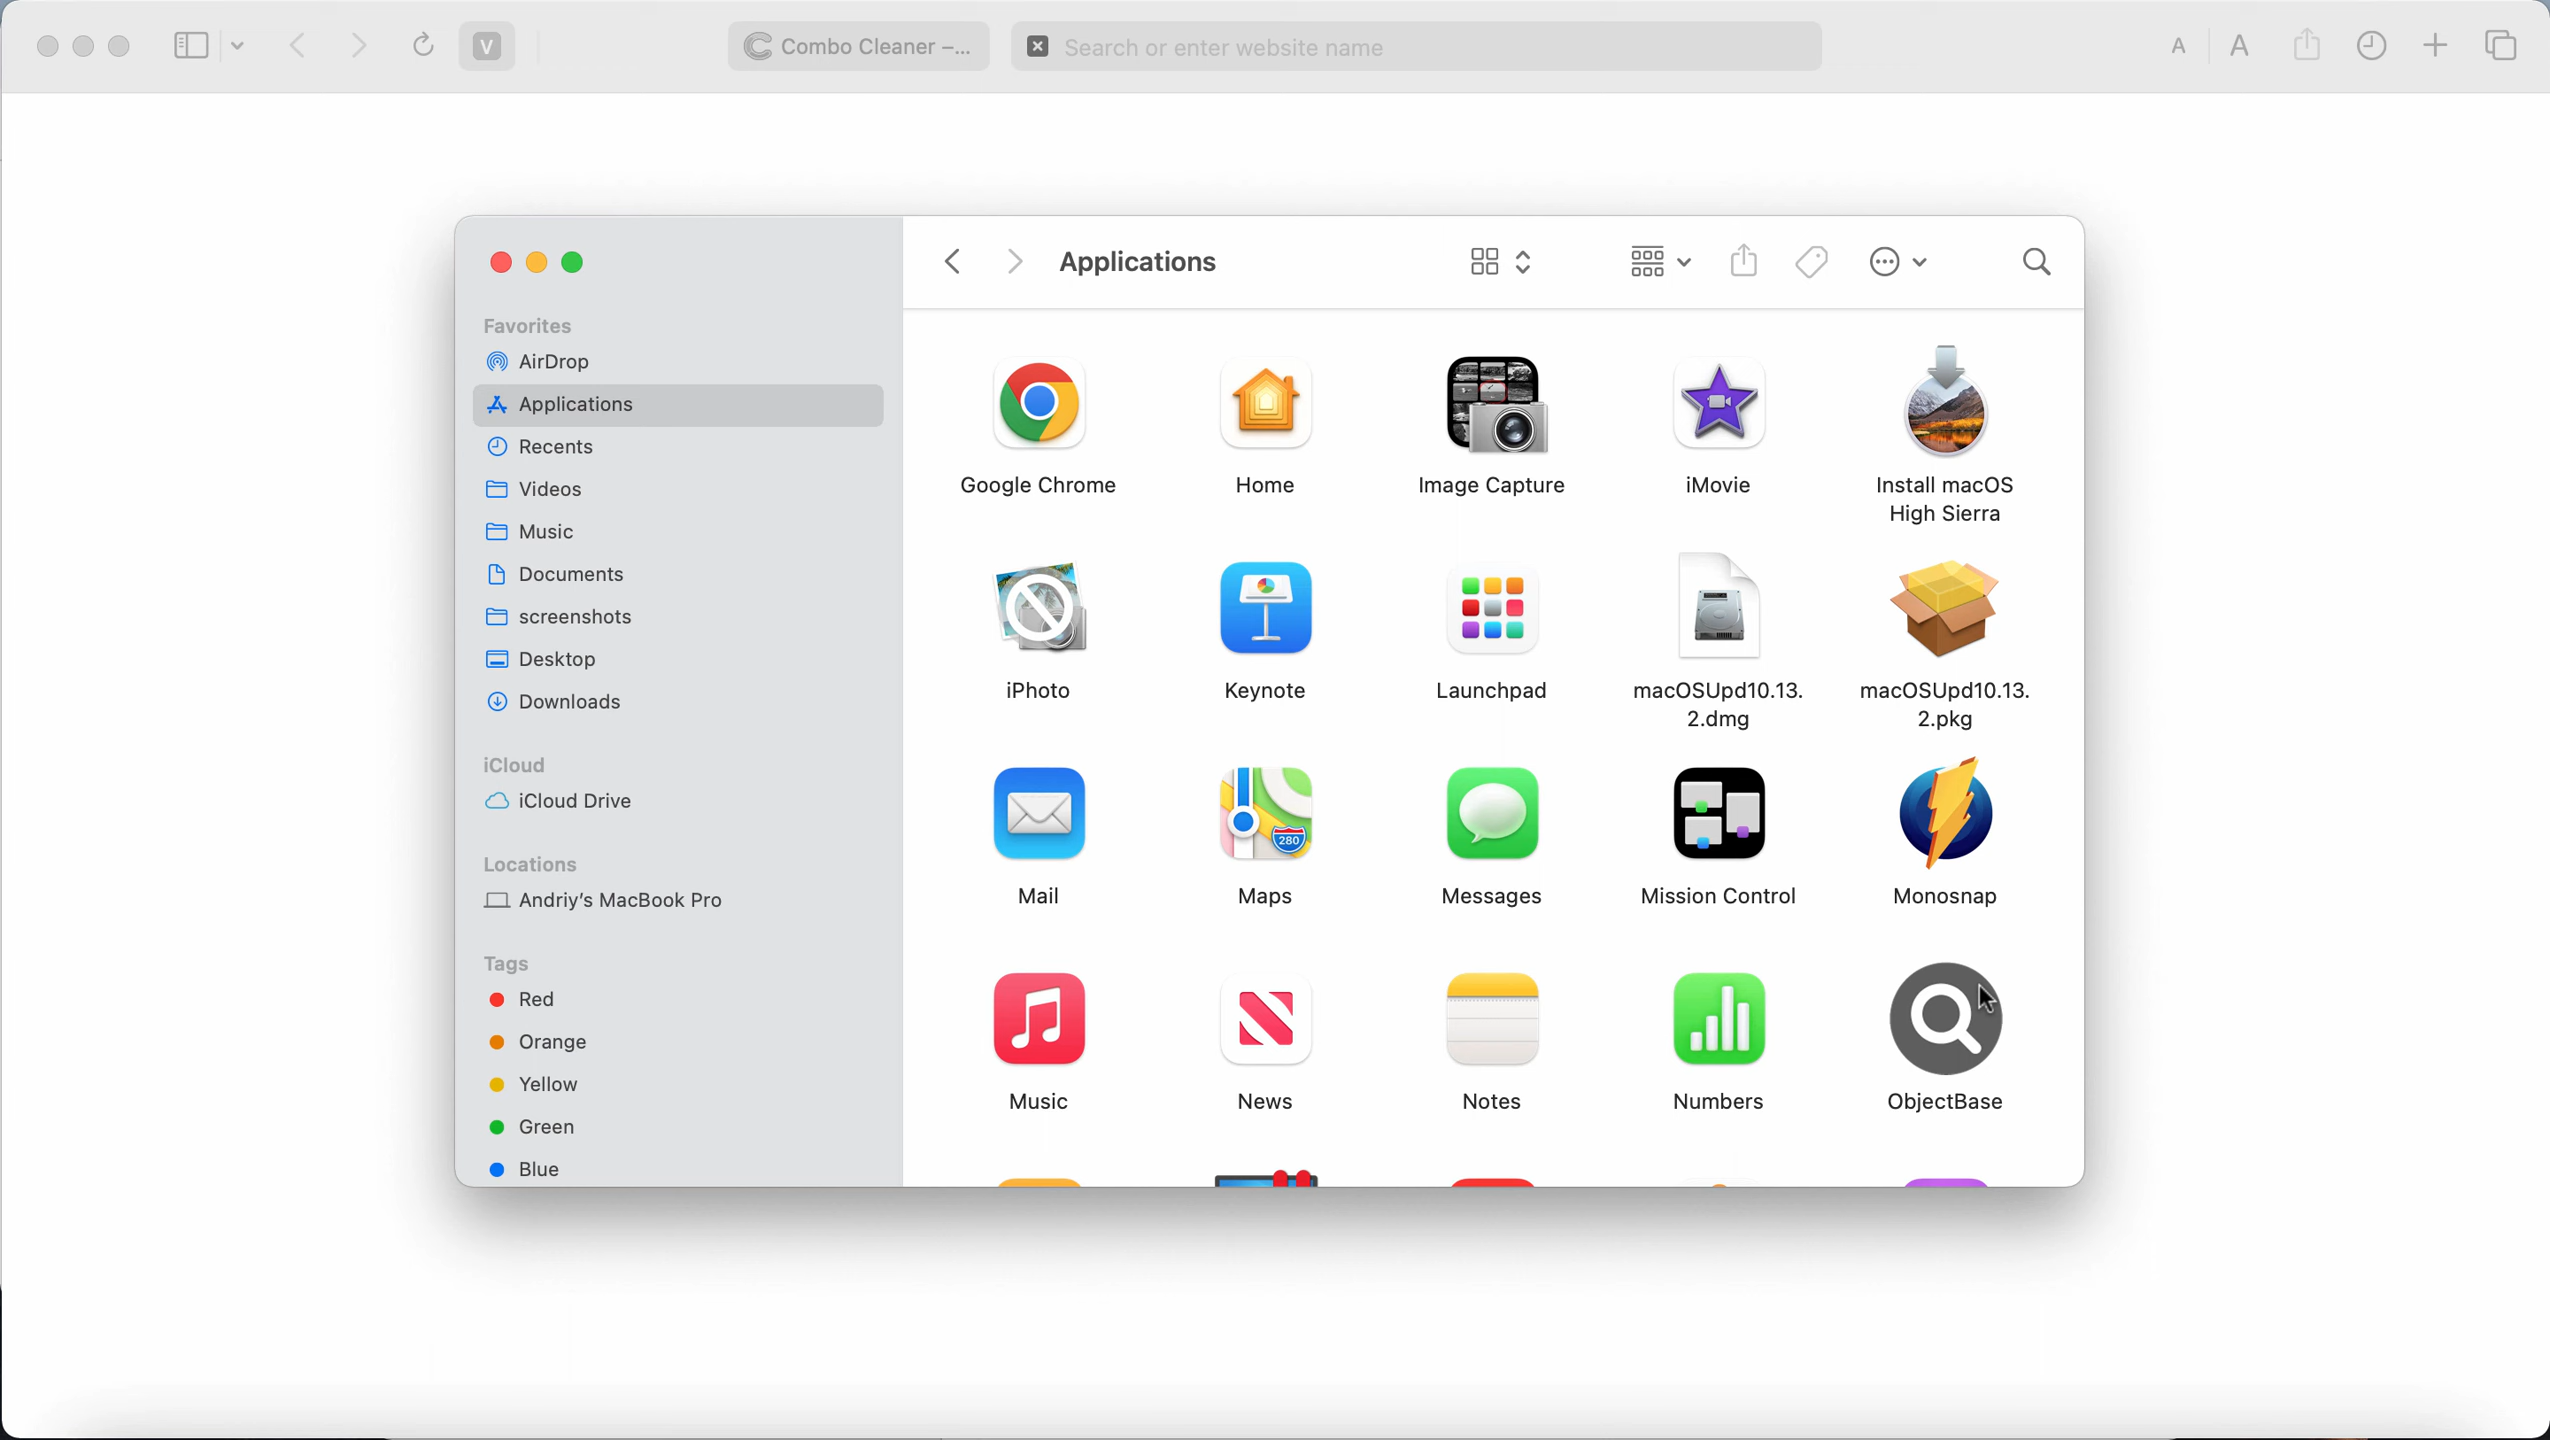 V
Combo Cleaner –...
Search or enter website name
A
A
Applications
Favorites
AirDrop
Applications
Recents
Videos
Music
Documents
screenshots
Desktop
Downloads
iCloud
iCloud Drive
Locations
Andriy's MacBook Pro
Tags
Red
Orange
Yellow
Green
Blue
Google Chrome
Home
Image Capture
iMovie
Install macOS
High Sierra
iPhoto
Keynote
Launchpad
macOSUpd10.13.
2.dmg
macOSUpd10.13.
2.pkg
280
Mail
Maps
Messages
Mission Control
Monosnap
Music
News
Notes
Numbers
ObjectBase